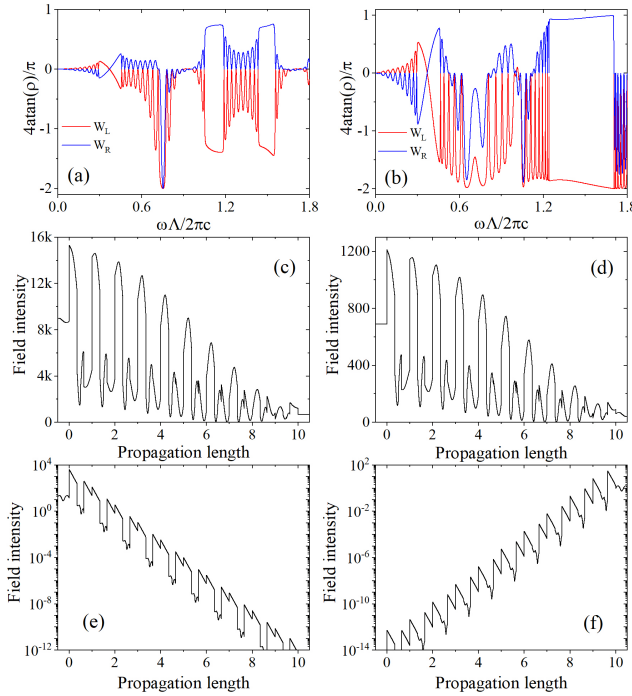 1
0
-1
-2
4atan(ρ)/π
W_L
W_R
(a)
0.0 0.6 1.2 1.8
ωΛ/2πc
1
0
-1
-2
4atan(ρ)/π
W_L
W_R
(b)
0.0 0.6 1.2 1.8
ωΛ/2πc
16k
12k
8k
4k
0
Field intensity
(c)
0 2 4 6 8 10
Propagation length
1200
800
400
0
Field intensity
(d)
0 2 4 6 8 10
Propagation length
10^4
10^0
10^-4
10^-8
10^-12
Field intensity
(e)
0 2 4 6 8 10
Propagation length
10^2
10^-2
10^-6
10^-10
10^-14
Field intensity
(f)
0 2 4 6 8 10
Propagation length